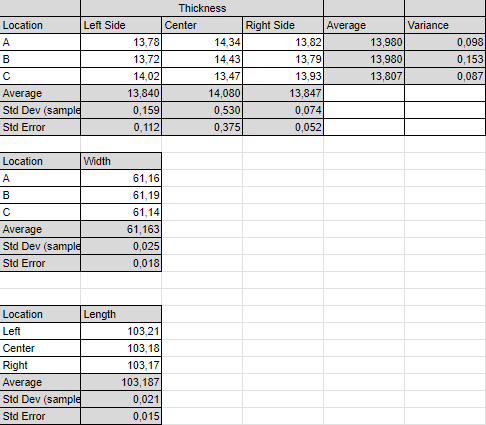 Thickness
Location Left Side Center Right Side Average Variance
A 13,78 14,34 13,82 13,980 0,098
B 13,72 14,43 13,79 13,980 0,153
C 14,02 13,47 13,93 13,807 0,087
Average 13,840 14,080 13,847
Std Dev (sample 0,159 0,530 0,074
Std Error 0,112 0,375 0,052
Location Width
A 61,16
B 61,19
C 61,14
Average 61,163
Std Dev (sample 0,025
Std Error 0,018
Location Length
Left 103,21
Center 103,18
Right 103,17
Average 103,187
Std Dev (sample 0,021
Std Error 0,015